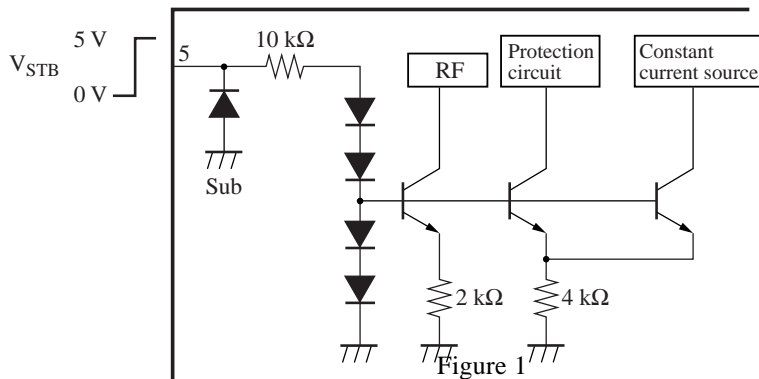 5 V
V_STB
0 V
5
10 kΩ
RF
Protection
circuit
Constant
current source
Sub
2 kΩ
4 kΩ
Figure 1